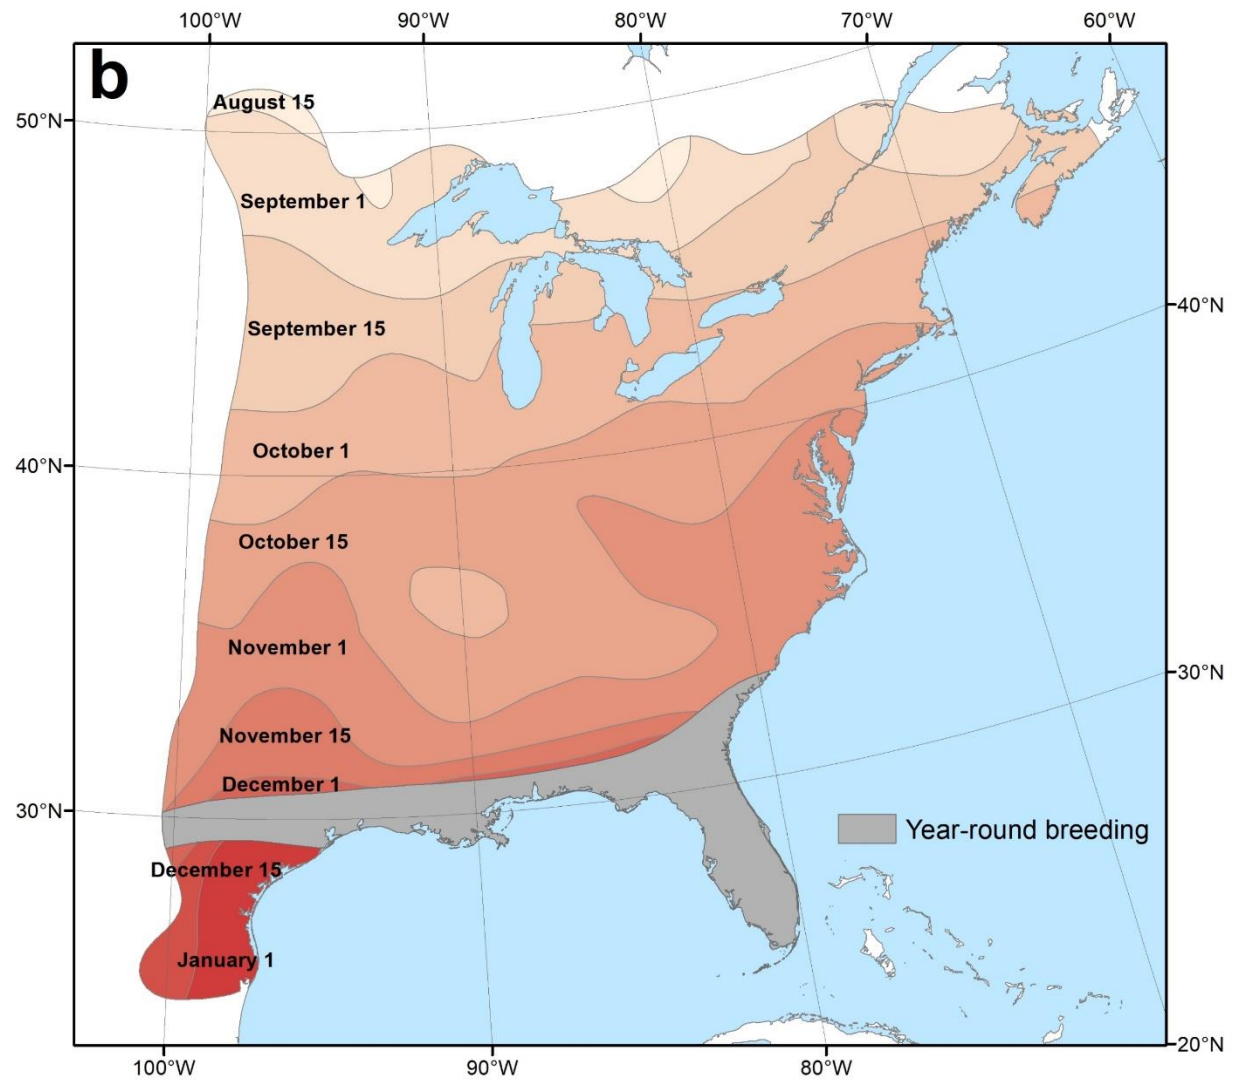 100°W 90°W 80°W 70°W 60°W
b
August 15
50°N
September 1
40°N
September 15
October 1
40°N
October 15
November 1
30°N
November 15
December 1
30°N
Year-round breeding
December 15
January 1
20°N
100°W 90°W 80°W